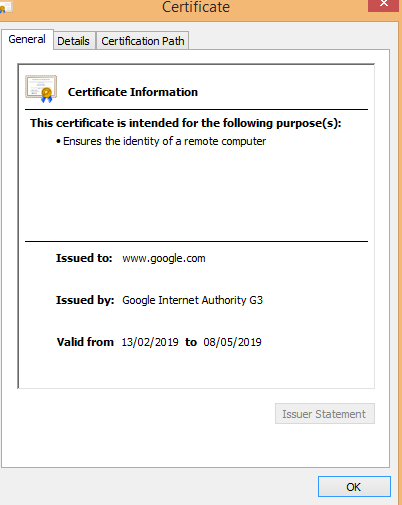 Certificate
General Details Certification Path
Certificate Information
This certificate is intended for the following purpose(s):
• Ensures the identity of a remote computer
Issued to: www.google.com
Issued by: Google Internet Authority G3
Valid from 13/02/2019 to 08/05/2019
Issuer Statement
OK